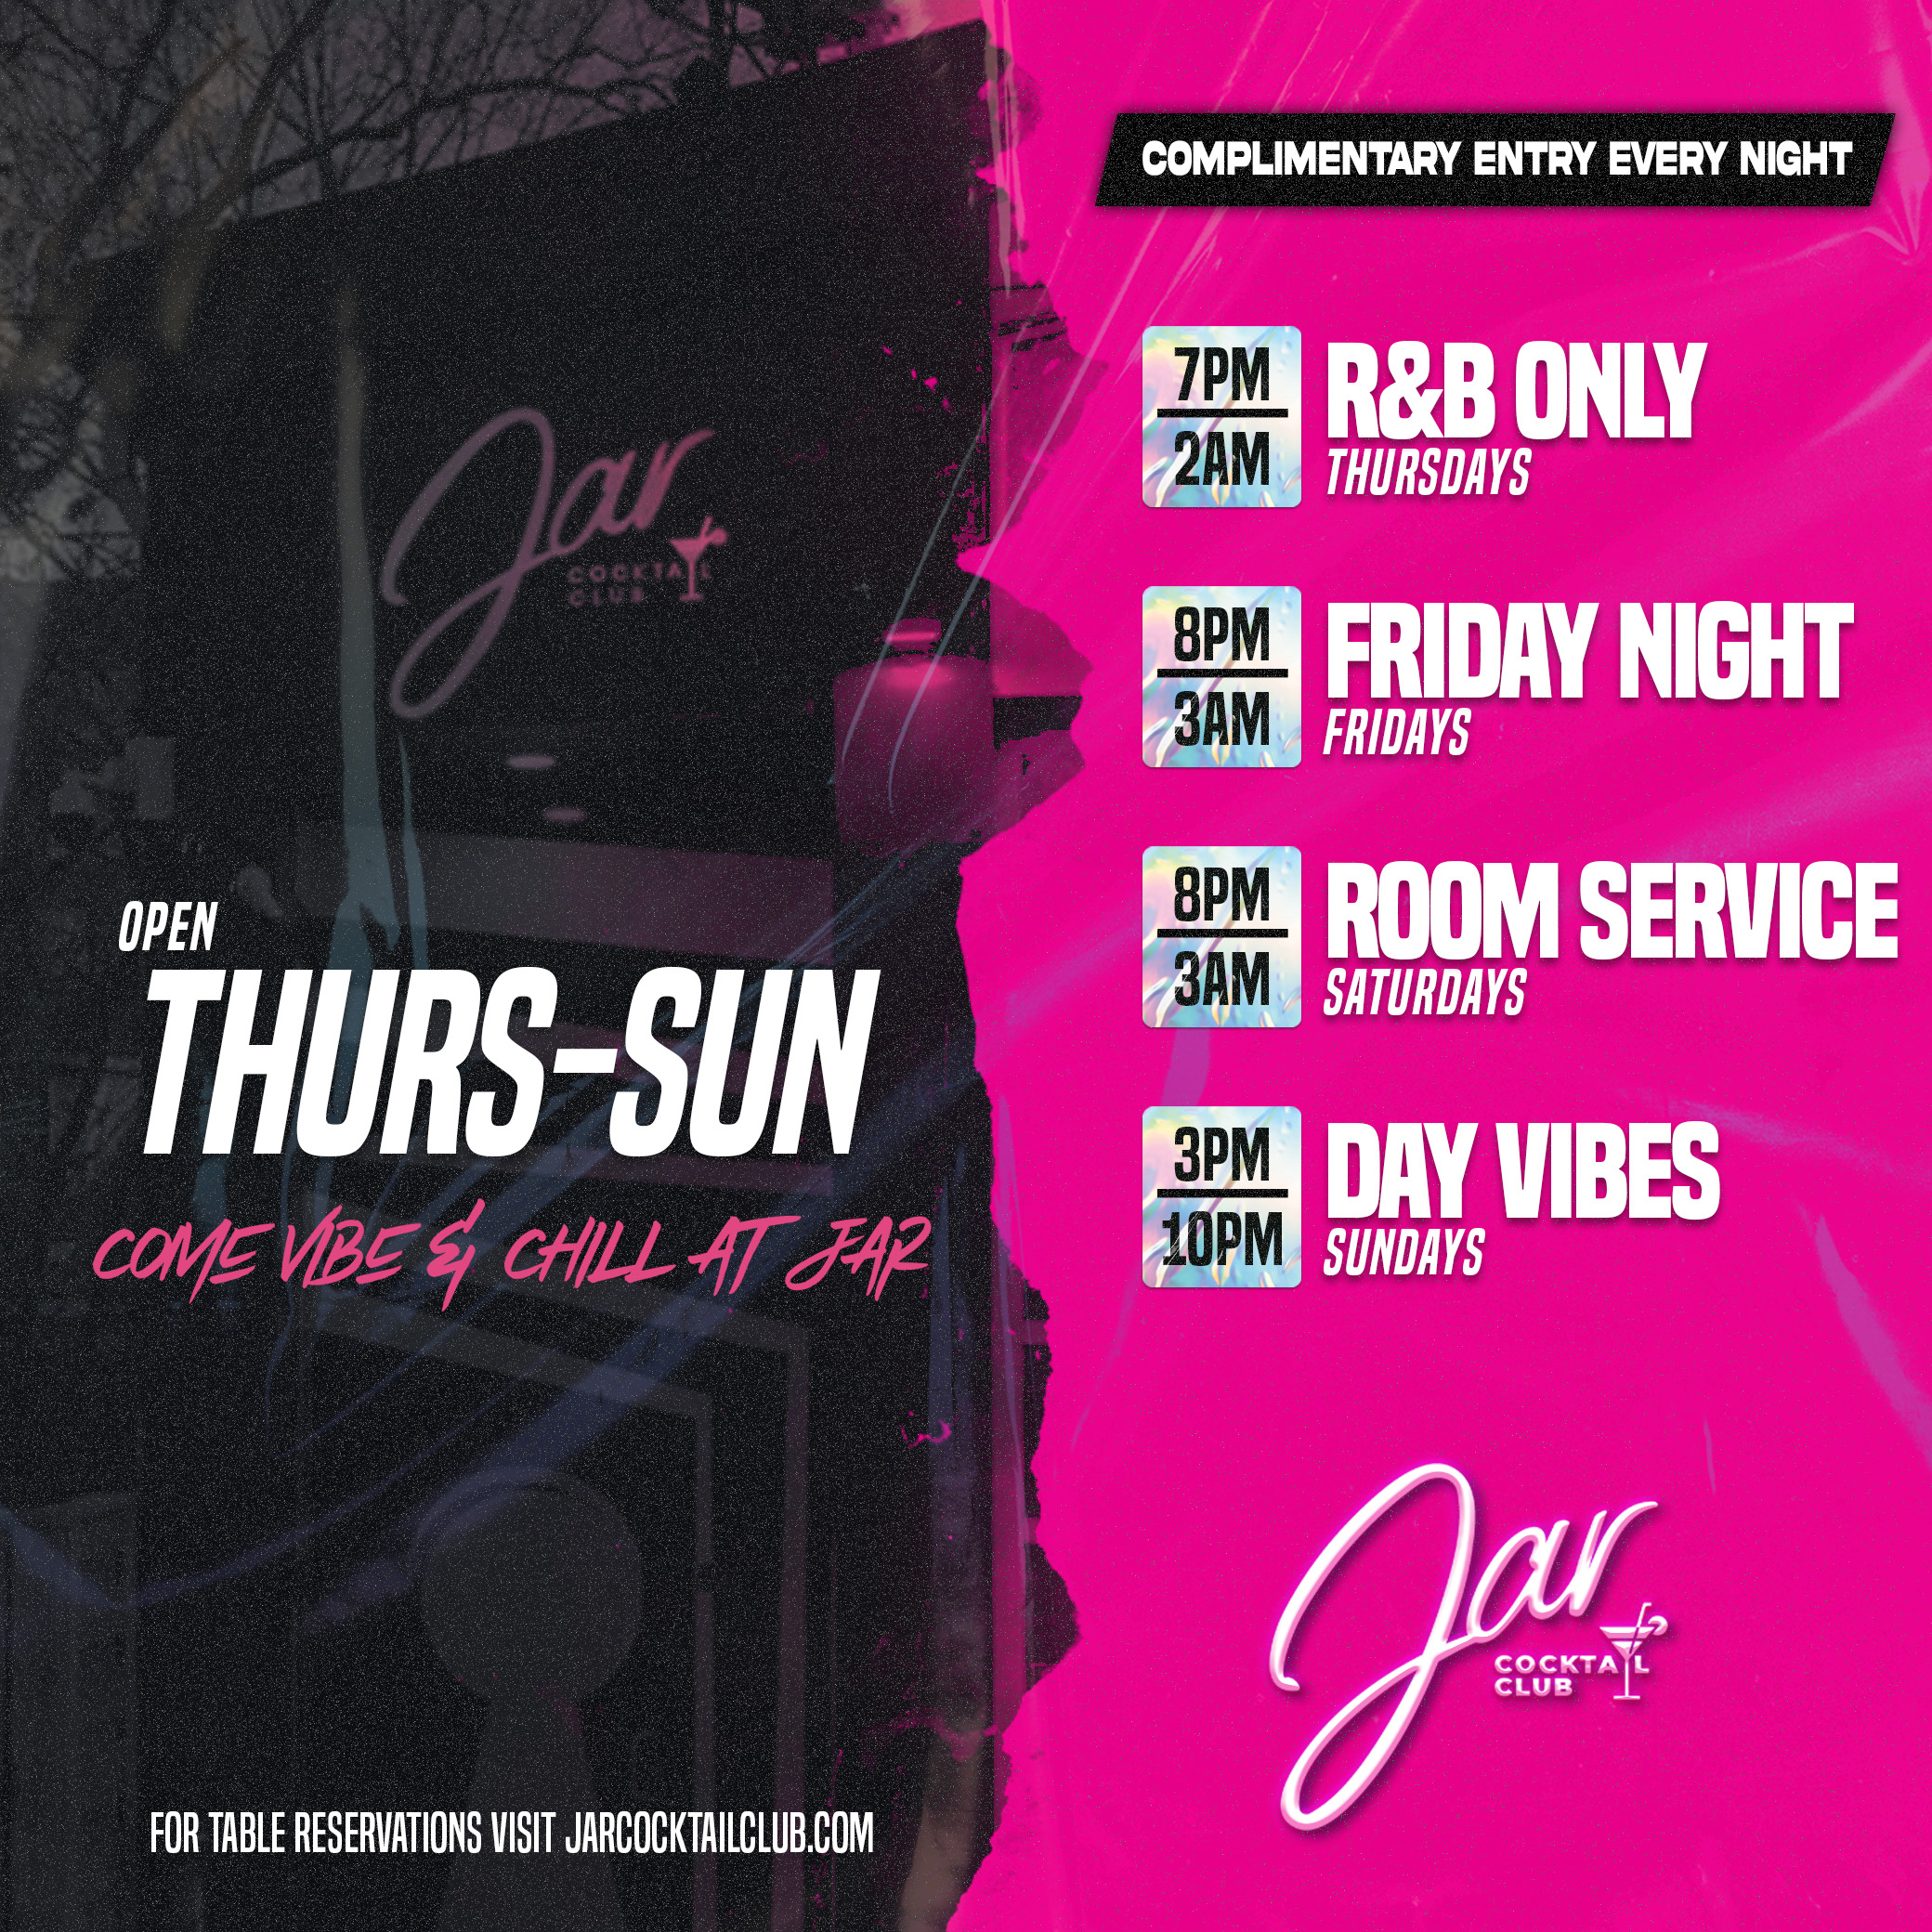 Jar
COCKTAIL
CLUB
OPEN
THURS-SUN
COME VIBE & CHILL AT JAR
FOR TABLE RESERVATIONS VISIT JARCOCKTAILCLUB.COM
COMPLIMENTARY ENTRY EVERY NIGHT
7PM
2AM
R&B ONLY
THURSDAYS
8PM
3AM
FRIDAY NIGHT
FRIDAYS
8PM
3AM
ROOM SERVICE
SATURDAYS
3PM
10PM
DAY VIBES
SUNDAYS
Jar
COCKTAIL
CLUB